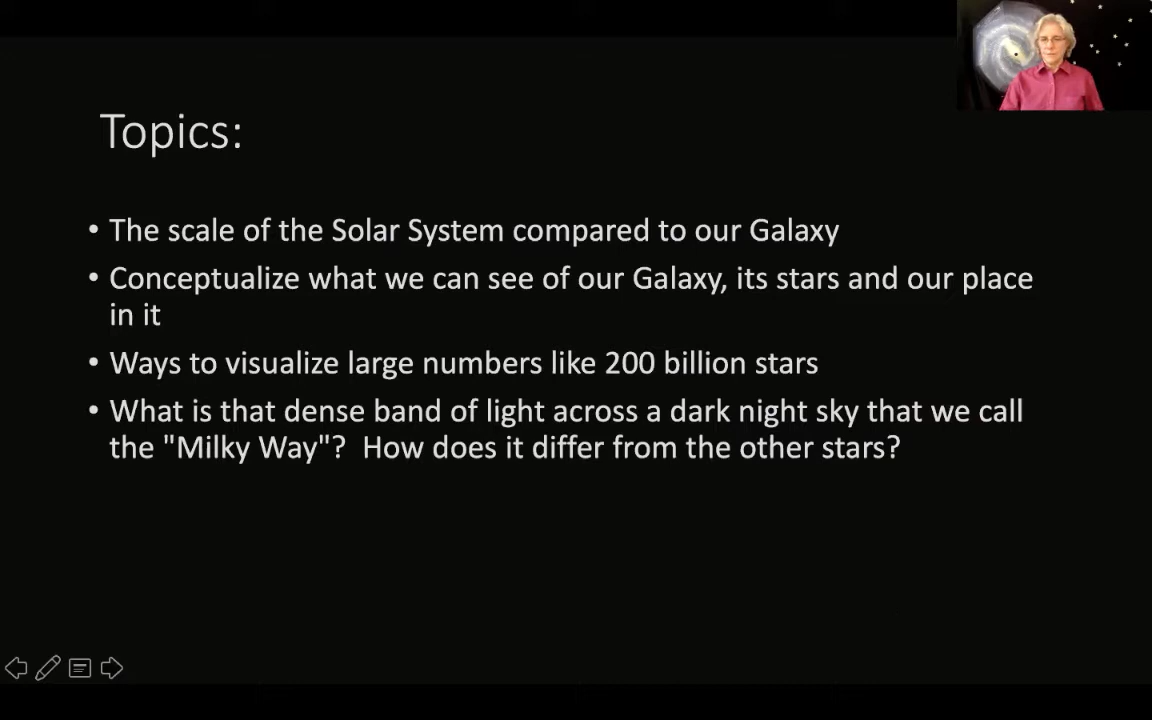 Topics:
• The scale of the Solar System compared to our Galaxy
• Conceptualize what we can see of our Galaxy, its stars and our place
in it
• Ways to visualize large numbers like 200 billion stars
• What is that dense band of light across a dark night sky that we call
the "Milky Way"?  How does it differ from the other stars?